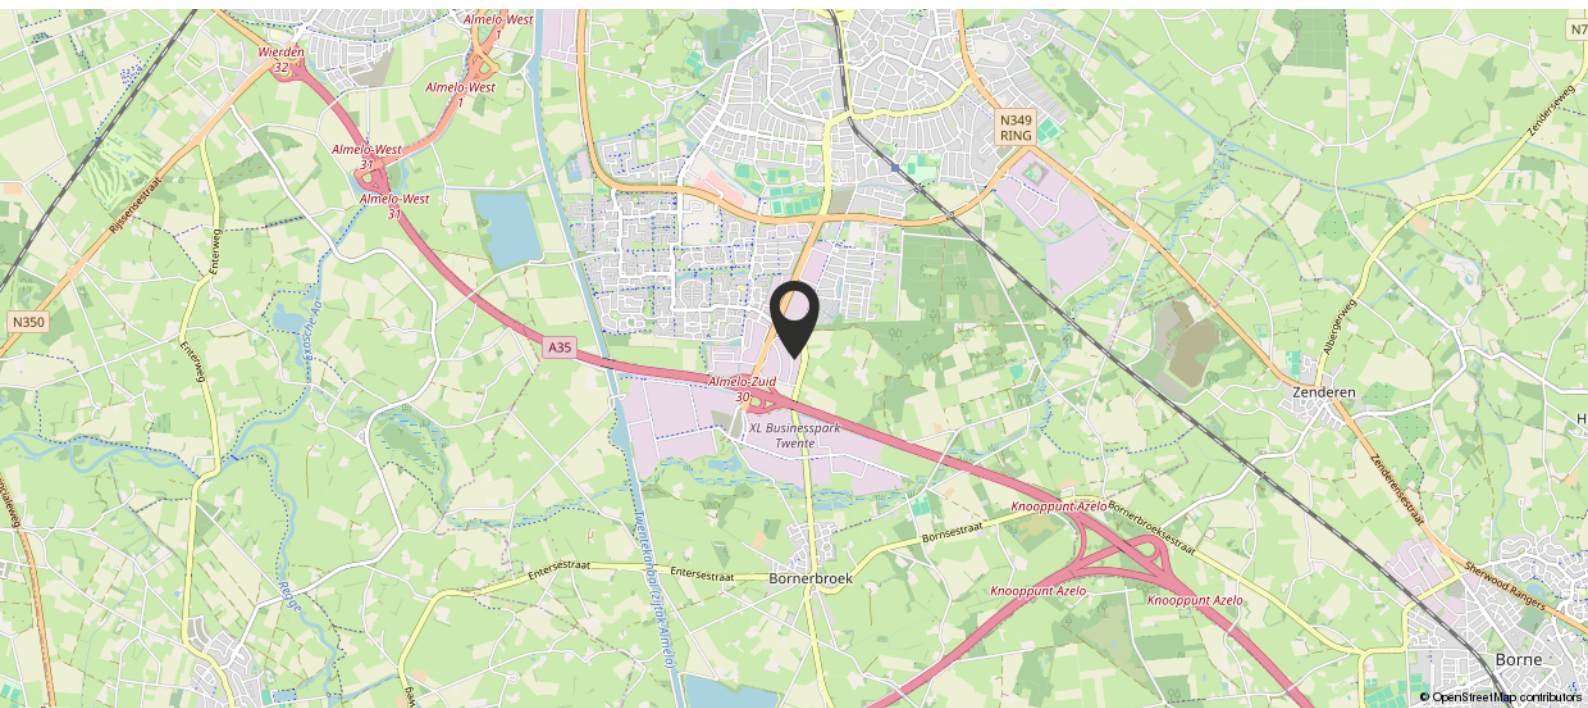 Almelo-West
1
Wierden
32
N7
Almelo-West
1
Zenderseweg
N349
RING
Almelo-West
31
Almelo-West
31
Rijssensestraat
Enterweg
N350
Exosche Aa
A35
Albergerweg
Enterweg
Almelo-Zuid
30
Zenderen
H
XL Businesspark
Twente
Zenderensestraat
Knooppunt Azelo
Bornerbroeksestraat
Bornsestraat
Twentekanaal (zijtak Almelo)
Entersestraat
Entersestraat
Bornerbroek
Regge
Knooppunt Azelo
Knooppunt Azelo
Sherwood Rangers
Borne
© OpenStreetMap contributors